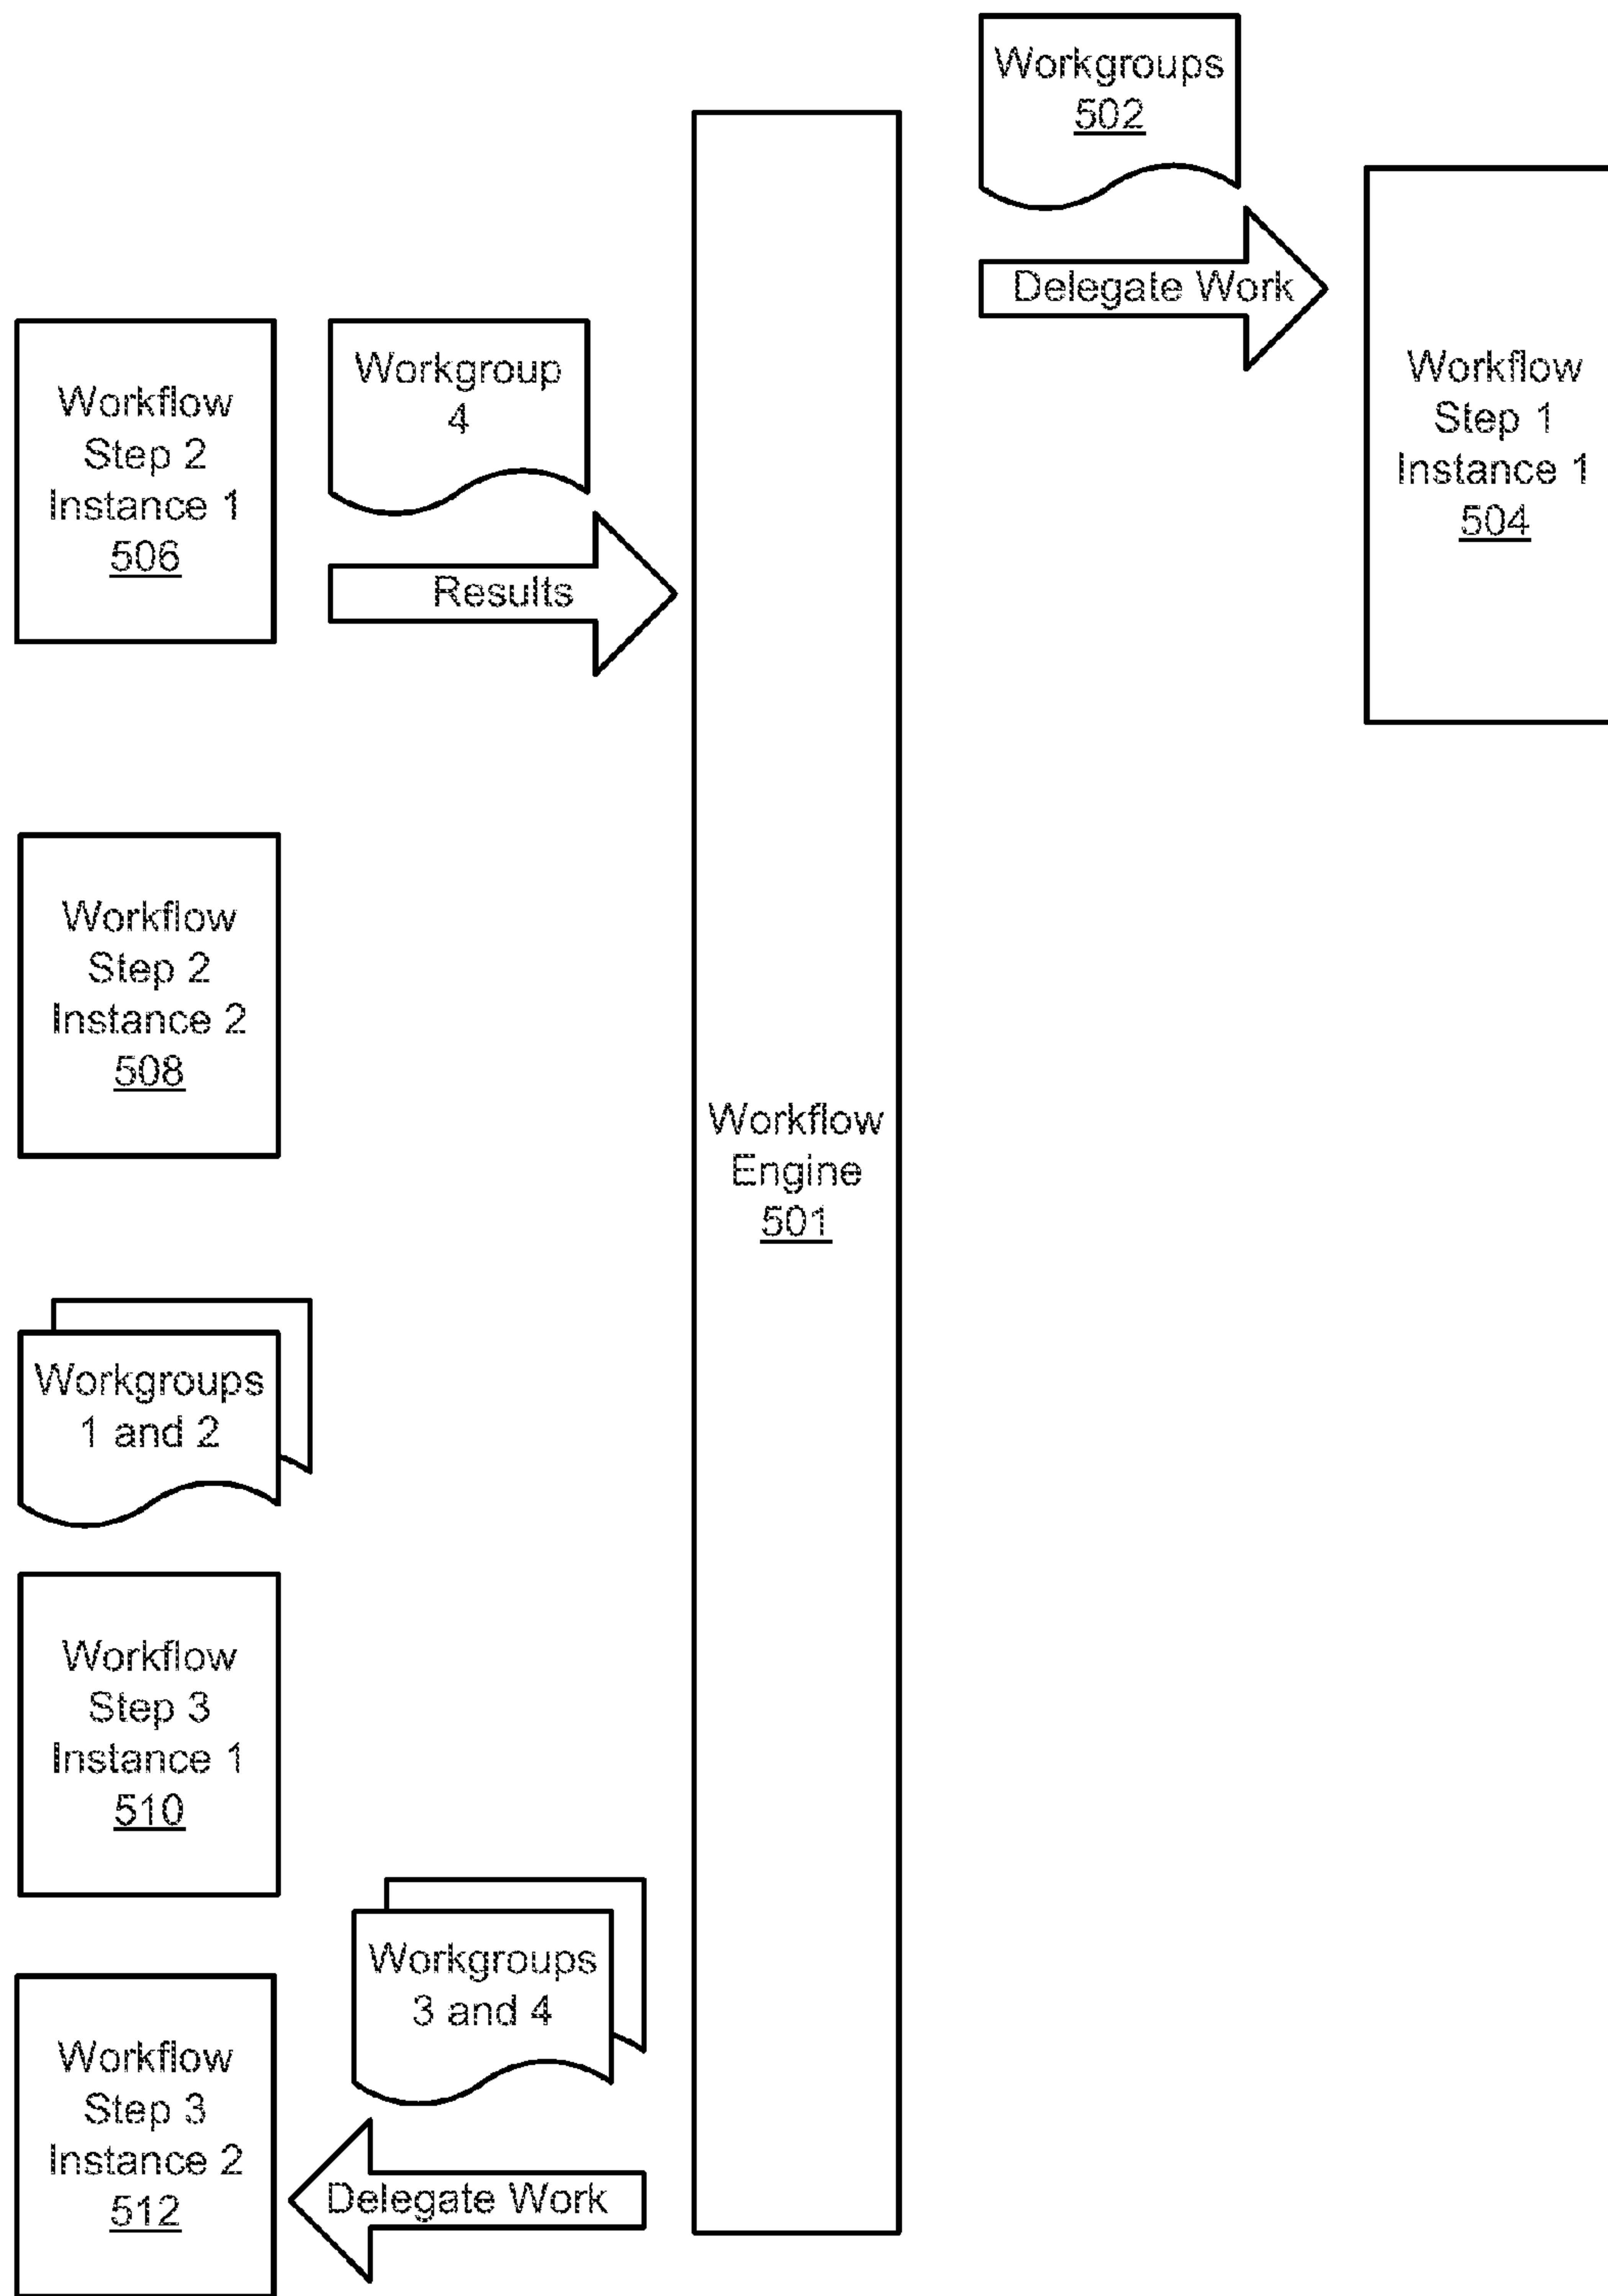 Workgroups
502
Delegate Work
Workflow
Step 1
Instance 1
504
Workflow
Step 2
Instance 1
506
Workgroup
4
Results
Workflow
Step 2
Instance 2
508
Workflow
Engine
501
Workgroups
1 and 2
Workflow
Step 3
Instance 1
510
Workgroups
3 and 4
Workflow
Step 3
Instance 2
512
Delegate Work